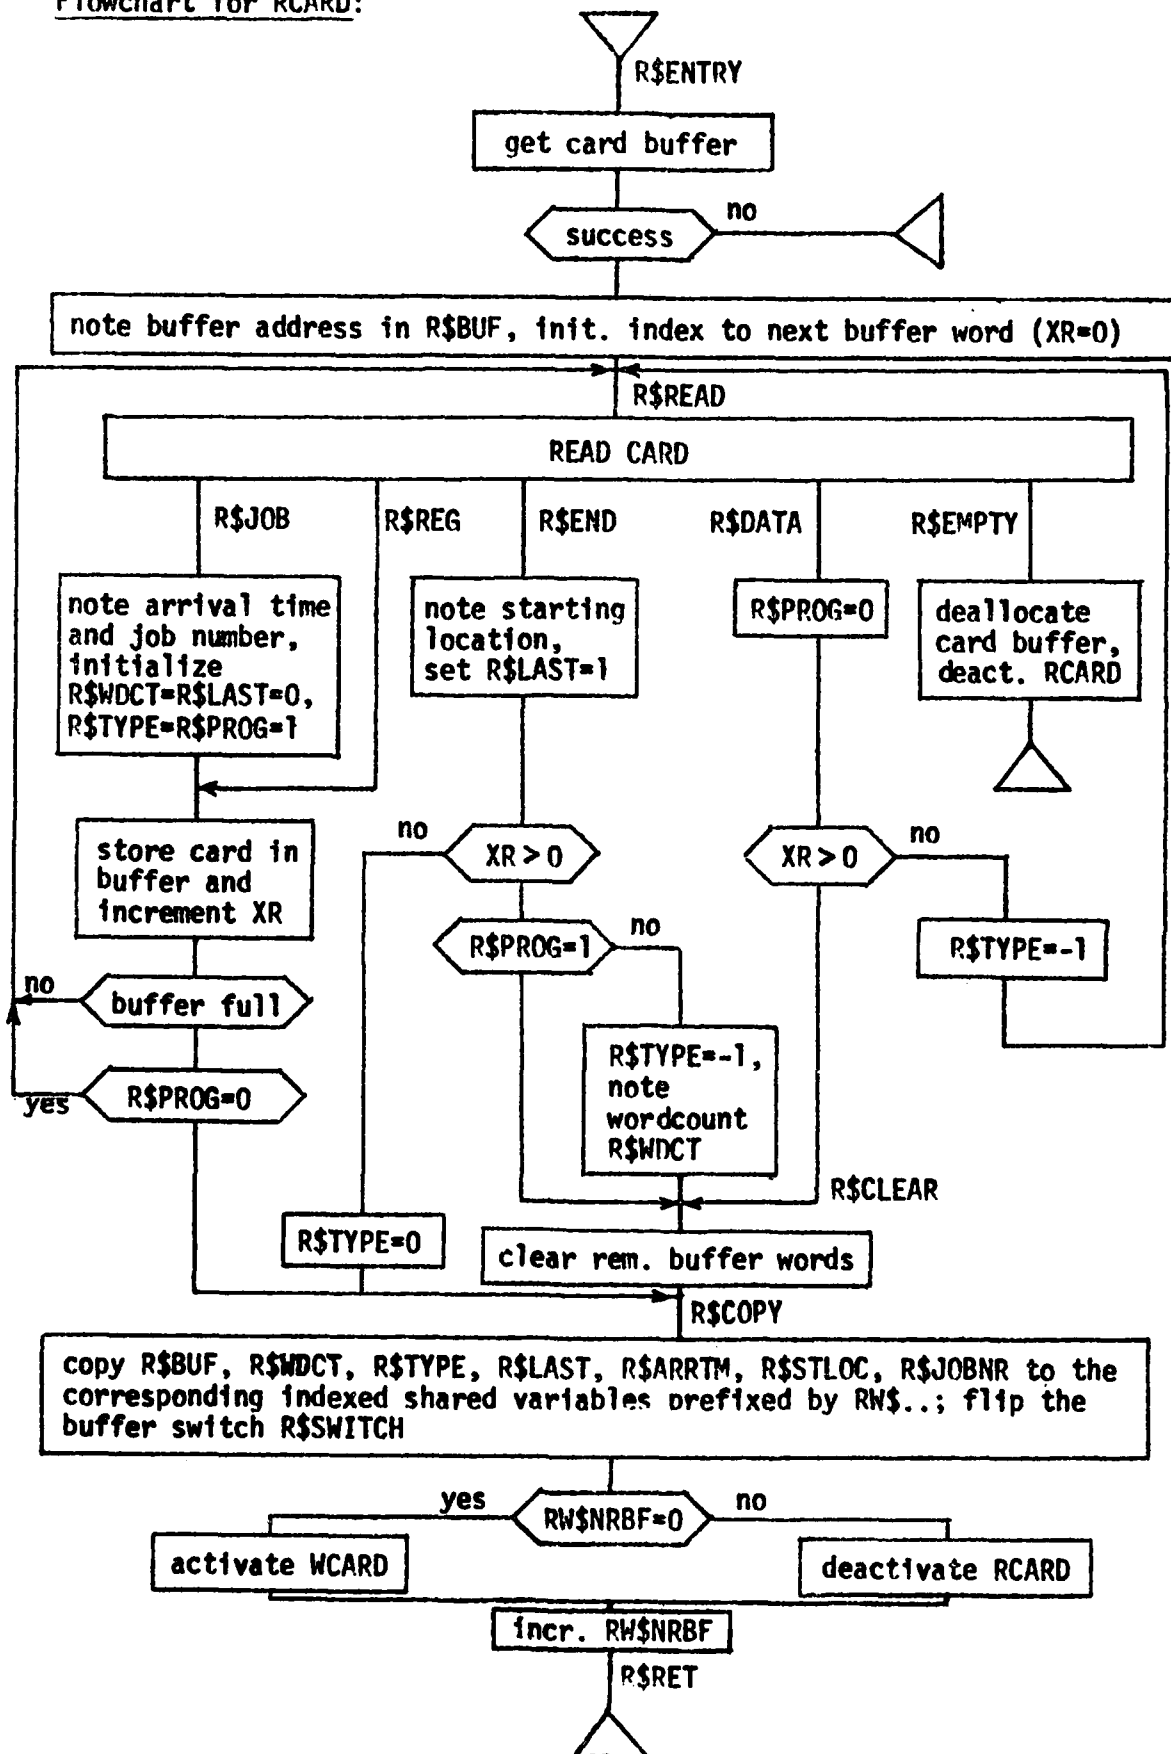 Flowchart for RCARD:
R$ENTRY
get card buffer
success
no
note buffer address in R$BUF, init. index to next buffer word (XR=0)
R$READ
READ CARD
R$JOB
R$REG
R$END
R$DATA
R$EMPTY
note arrival time
and job number,
initialize
R$WDCT=R$LAST=0,
R$TYPE=R$PROG=1
note starting
location,
set R$LAST=1
R$PROG=0
deallocate
card buffer,
deact. RCARD
store card in
buffer and
increment XR
no
XR > 0
XR > 0
no
R$PROG=1
no
R$TYPE=-1
no
buffer full
yes
R$PROG=0
R$TYPE=-1,
note
wordcount
R$WDCT
R$CLEAR
R$TYPE=0
clear rem. buffer words
R$COPY
copy R$BUF, R$WDCT, R$TYPE, R$LAST, R$ARRTM, R$STLOC, R$JOBNR to the
corresponding indexed shared variables prefixed by RW$..; flip the
buffer switch R$SWITCH
yes
RW$NRBF=0
no
activate WCARD
deactivate RCARD
incr. RW$NRBF
R$RET